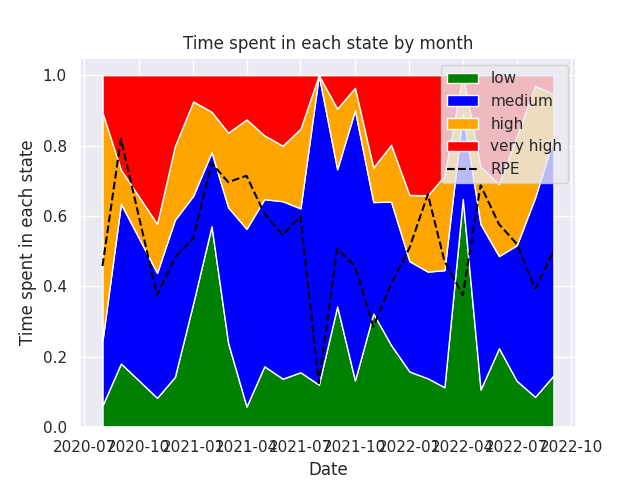 Time spent in each state by month
low
medium
high
very high
RPE
Time spent in each state
1.0
0.8
0.6
0.4
0.2
0.0
2020-07 2020-10 2021-01 2021-04 2021-07 2021-10 2022-01 2022-04 2022-07 2022-10
Date